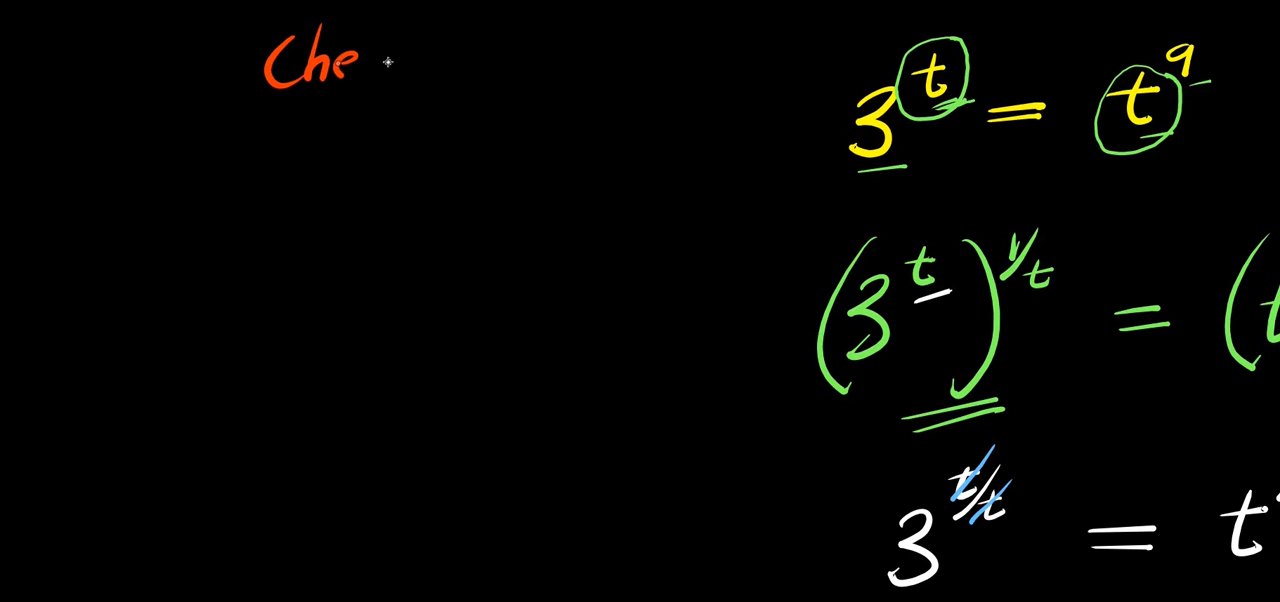 Che
3^t = t^9
(3^t)^{1/t} = (t
3^{t/t} = t